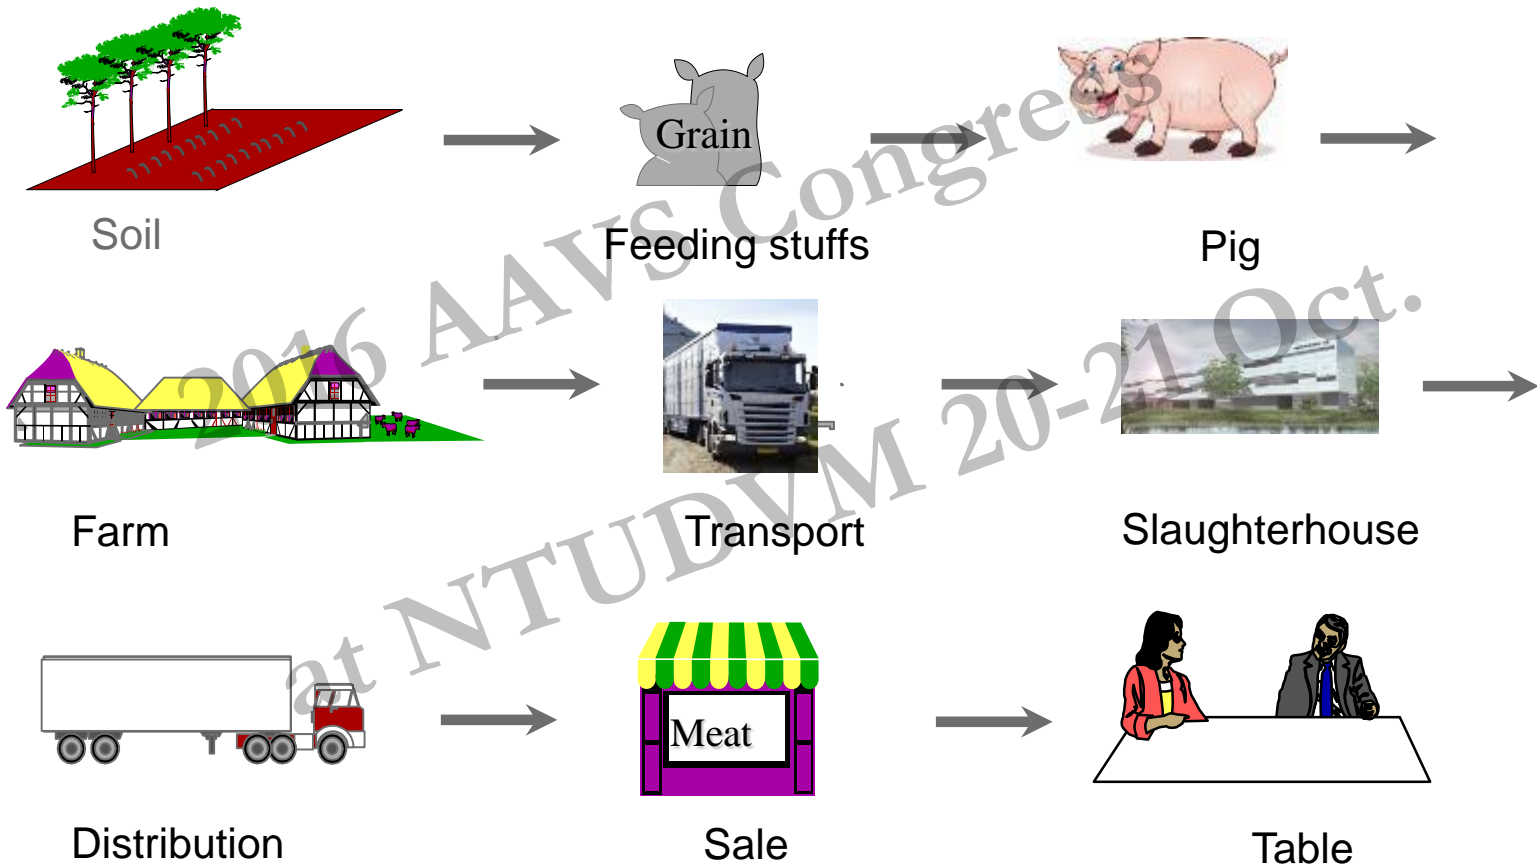 Grain
Soil
Feeding stuffs
Pig
Farm
Transport
Slaughterhouse
Meat
Distribution
Sale
Table
2016 AAVS Congress
at NTUDVM 20-21 Oct.